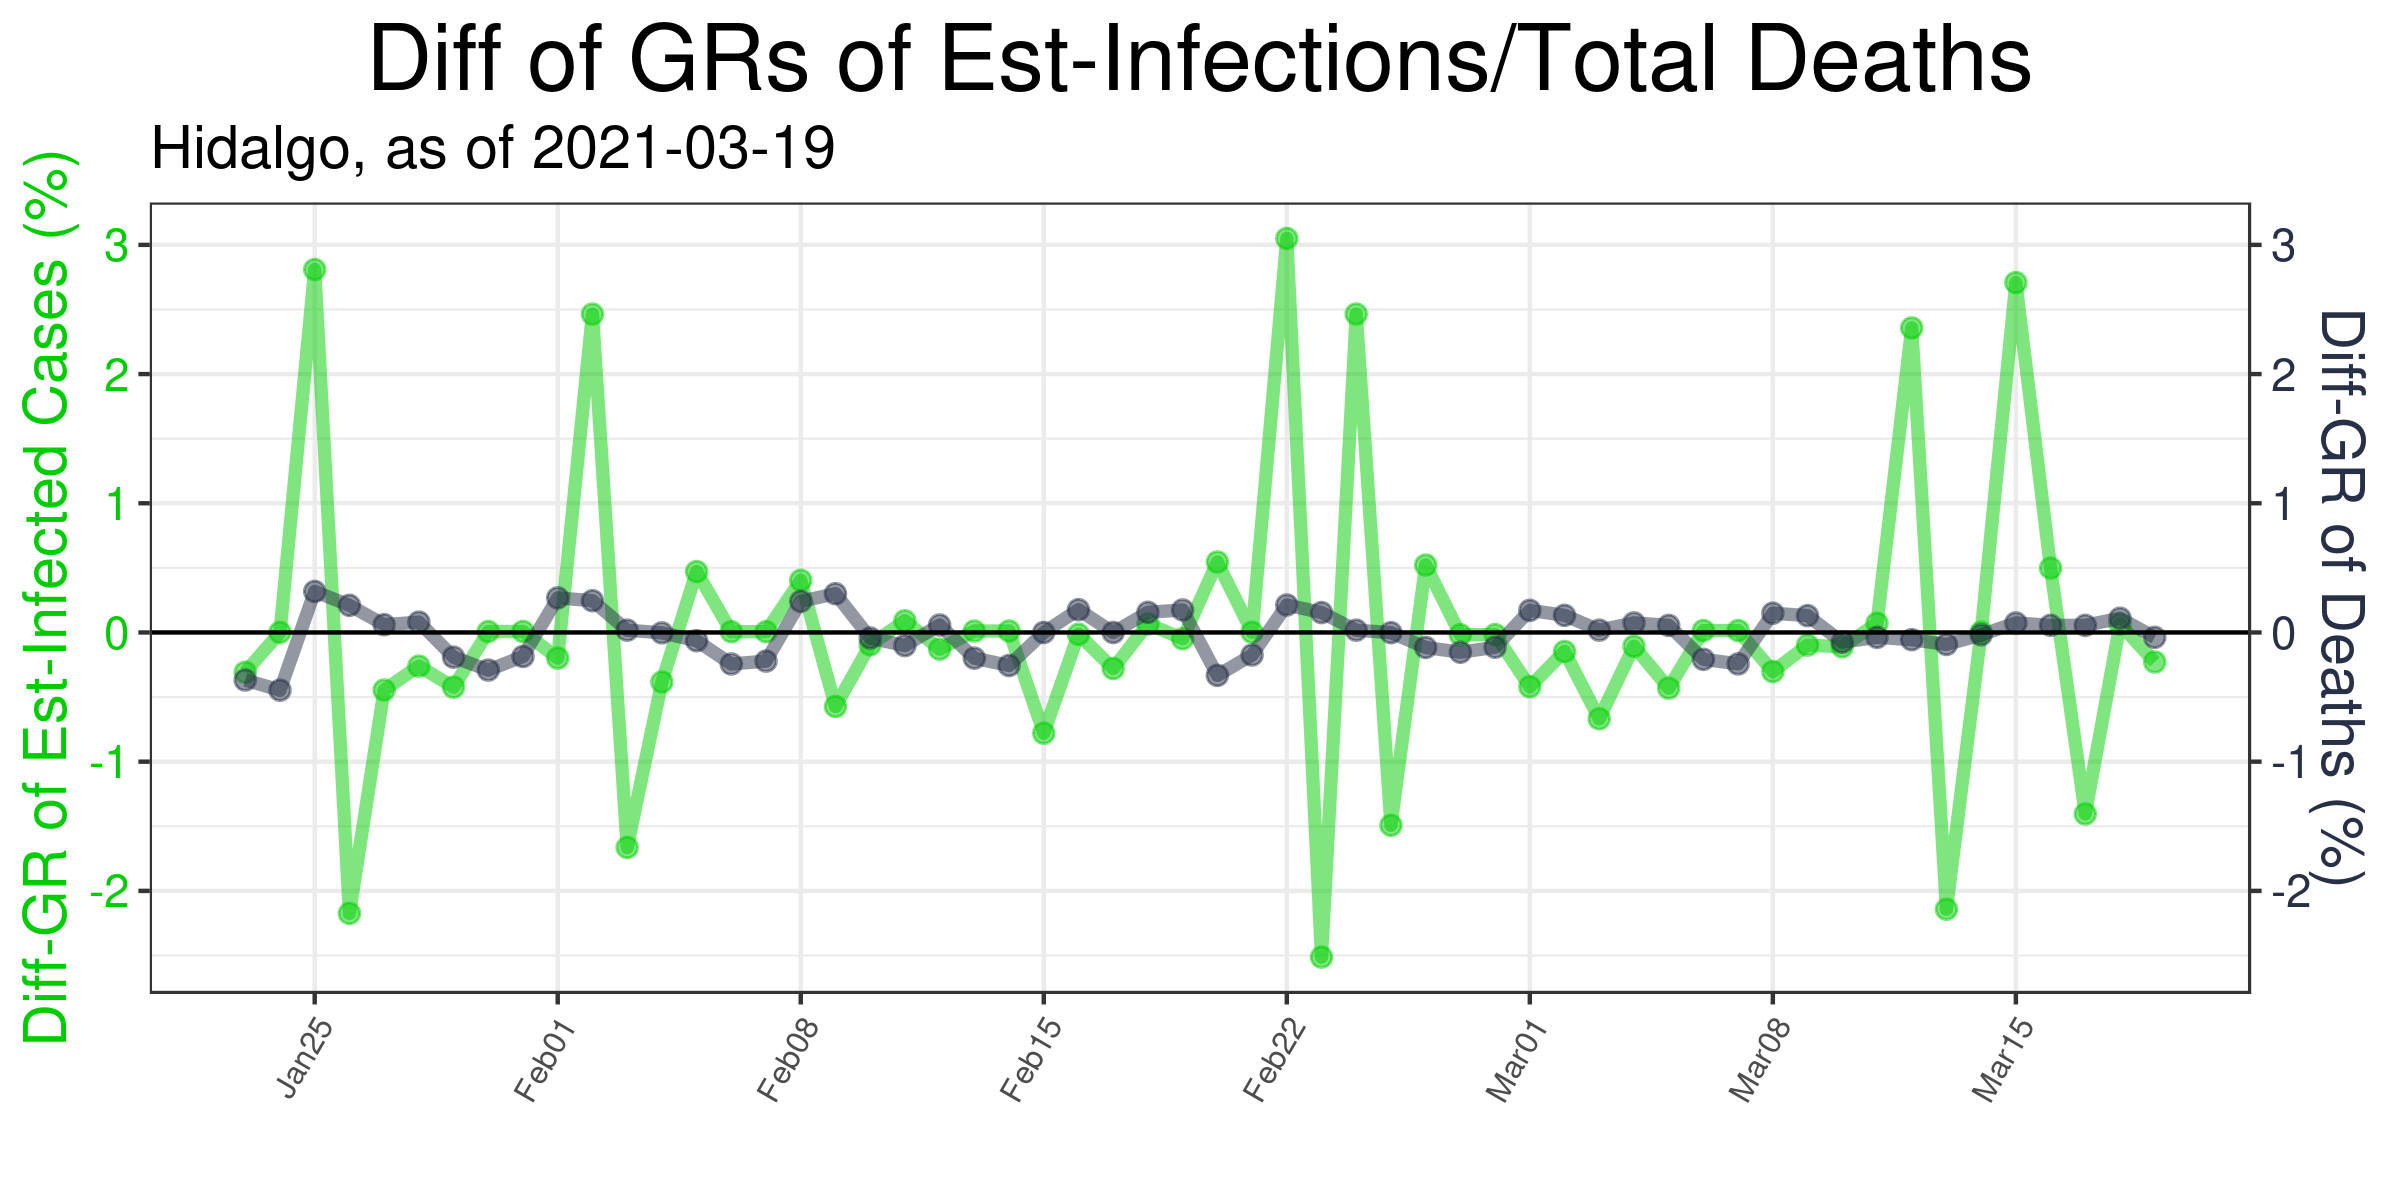 Diff of GRs of Est-Infections/Total Deaths
Hidalgo, as of 2021-03-19
Diff-GR of Est-Infected Cases (%)
3
2
1
0
-1
-2
3
2
1
0
-1
-2
Diff-GR of Deaths (%)
Jan25
Feb01
Feb08
Feb15
Feb22
Mar01
Mar08
Mar15